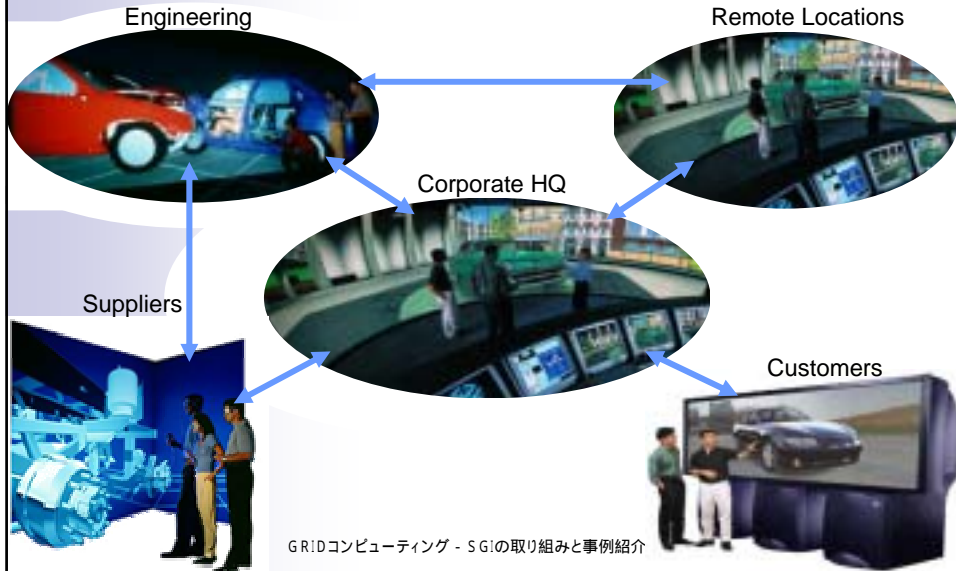 Engineering
Remote Locations
Corporate HQ
Suppliers
Customers
GRIDコンピューティング - SGIの取り組みと事例紹介